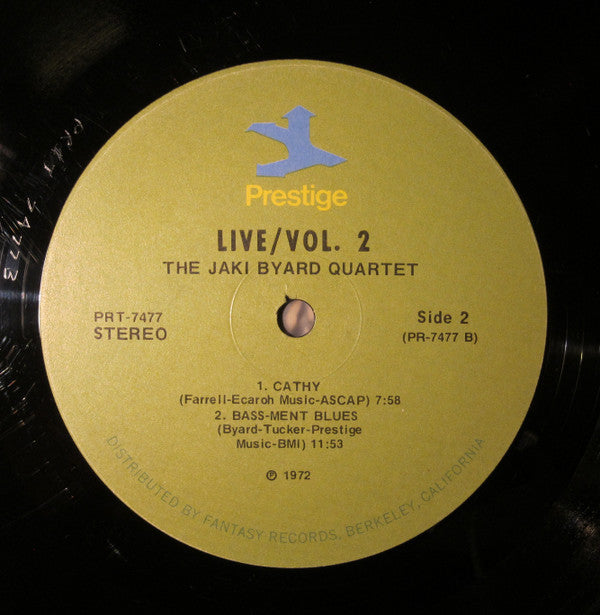 Prestige
LIVE/VOL. 2
THE JAKI BYARD QUARTET
PRT-7477
STEREO
Side 2
(PR-7477 B)
1. CATHY
(Farrell-Ecaroh Music-ASCAP) 7:58
2. BASS-MENT BLUES
(Byard-Tucker-Prestige
Music-BMI) 11:53
℗ 1972
DISTRIBUTED BY FANTASY RECORDS, BERKELEY, CALIFORNIA